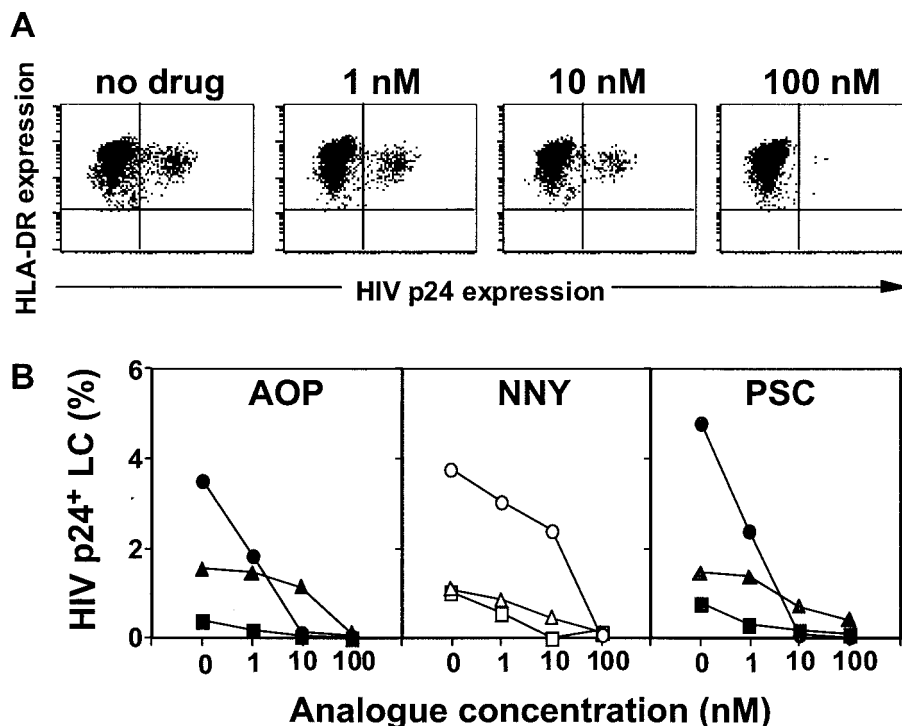 A
no drug 1 nM 10 nM 100 nM
HLA-DR expression
HIV p24 expression
B
HIV p24+ LC (%)
6
4
2
0
AOP NNY PSC
0 1 10 100 0 1 10 100 0 1 10 100
Analogue concentration (nM)